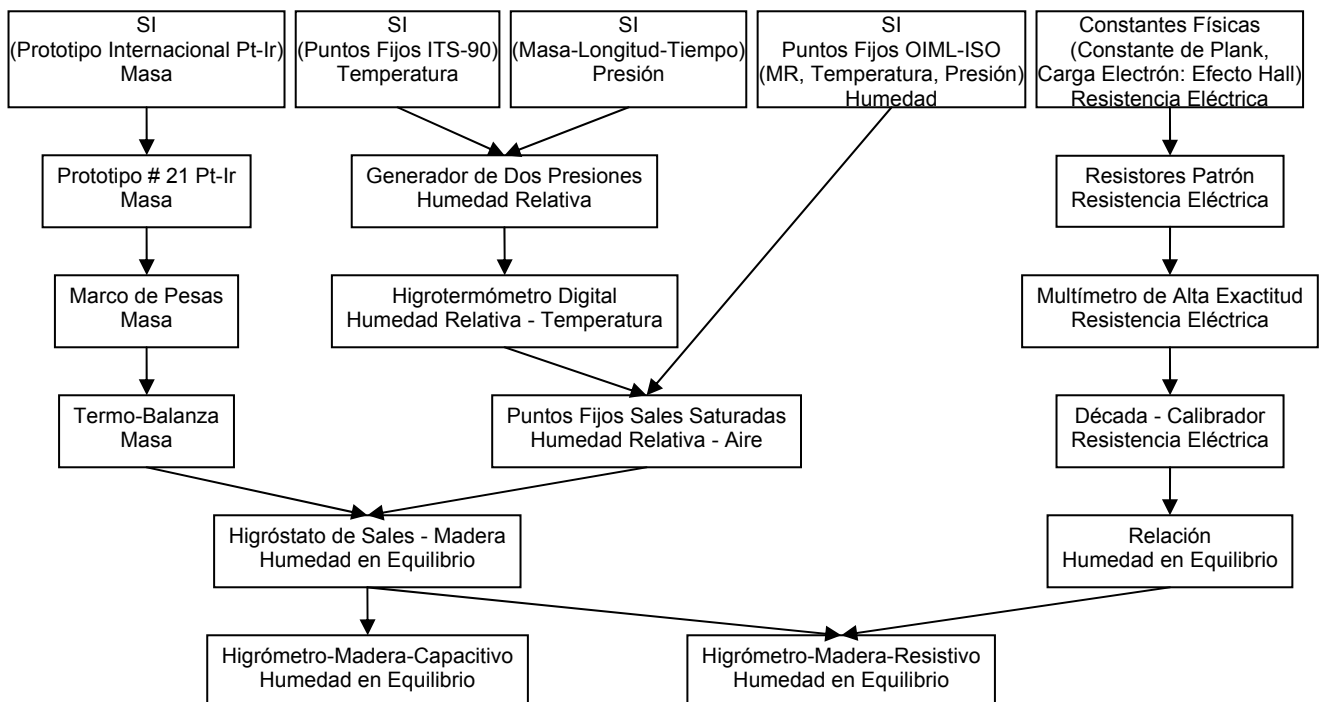 SI
(Prototipo Internacional Pt-Ir)
Masa
SI
(Puntos Fijos ITS-90)
Temperatura
SI
(Masa-Longitud-Tiempo)
Presión
SI
Puntos Fijos OIML-ISO
(MR, Temperatura, Presión)
Humedad
Constantes Físicas
(Constante de Plank,
Carga Electrón: Efecto Hall)
Resistencia Eléctrica
Prototipo # 21 Pt-Ir
Masa
Generador de Dos Presiones
Humedad Relativa
Resistores Patrón
Resistencia Eléctrica
Marco de Pesas
Masa
Higrotermómetro Digital
Humedad Relativa - Temperatura
Multímetro de Alta Exactitud
Resistencia Eléctrica
Termo-Balanza
Masa
Puntos Fijos Sales Saturadas
Humedad Relativa - Aire
Década - Calibrador
Resistencia Eléctrica
Higróstato de Sales - Madera
Humedad en Equilibrio
Relación
Humedad en Equilibrio
Higrómetro-Madera-Capacitivo
Humedad en Equilibrio
Higrómetro-Madera-Resistivo
Humedad en Equilibrio